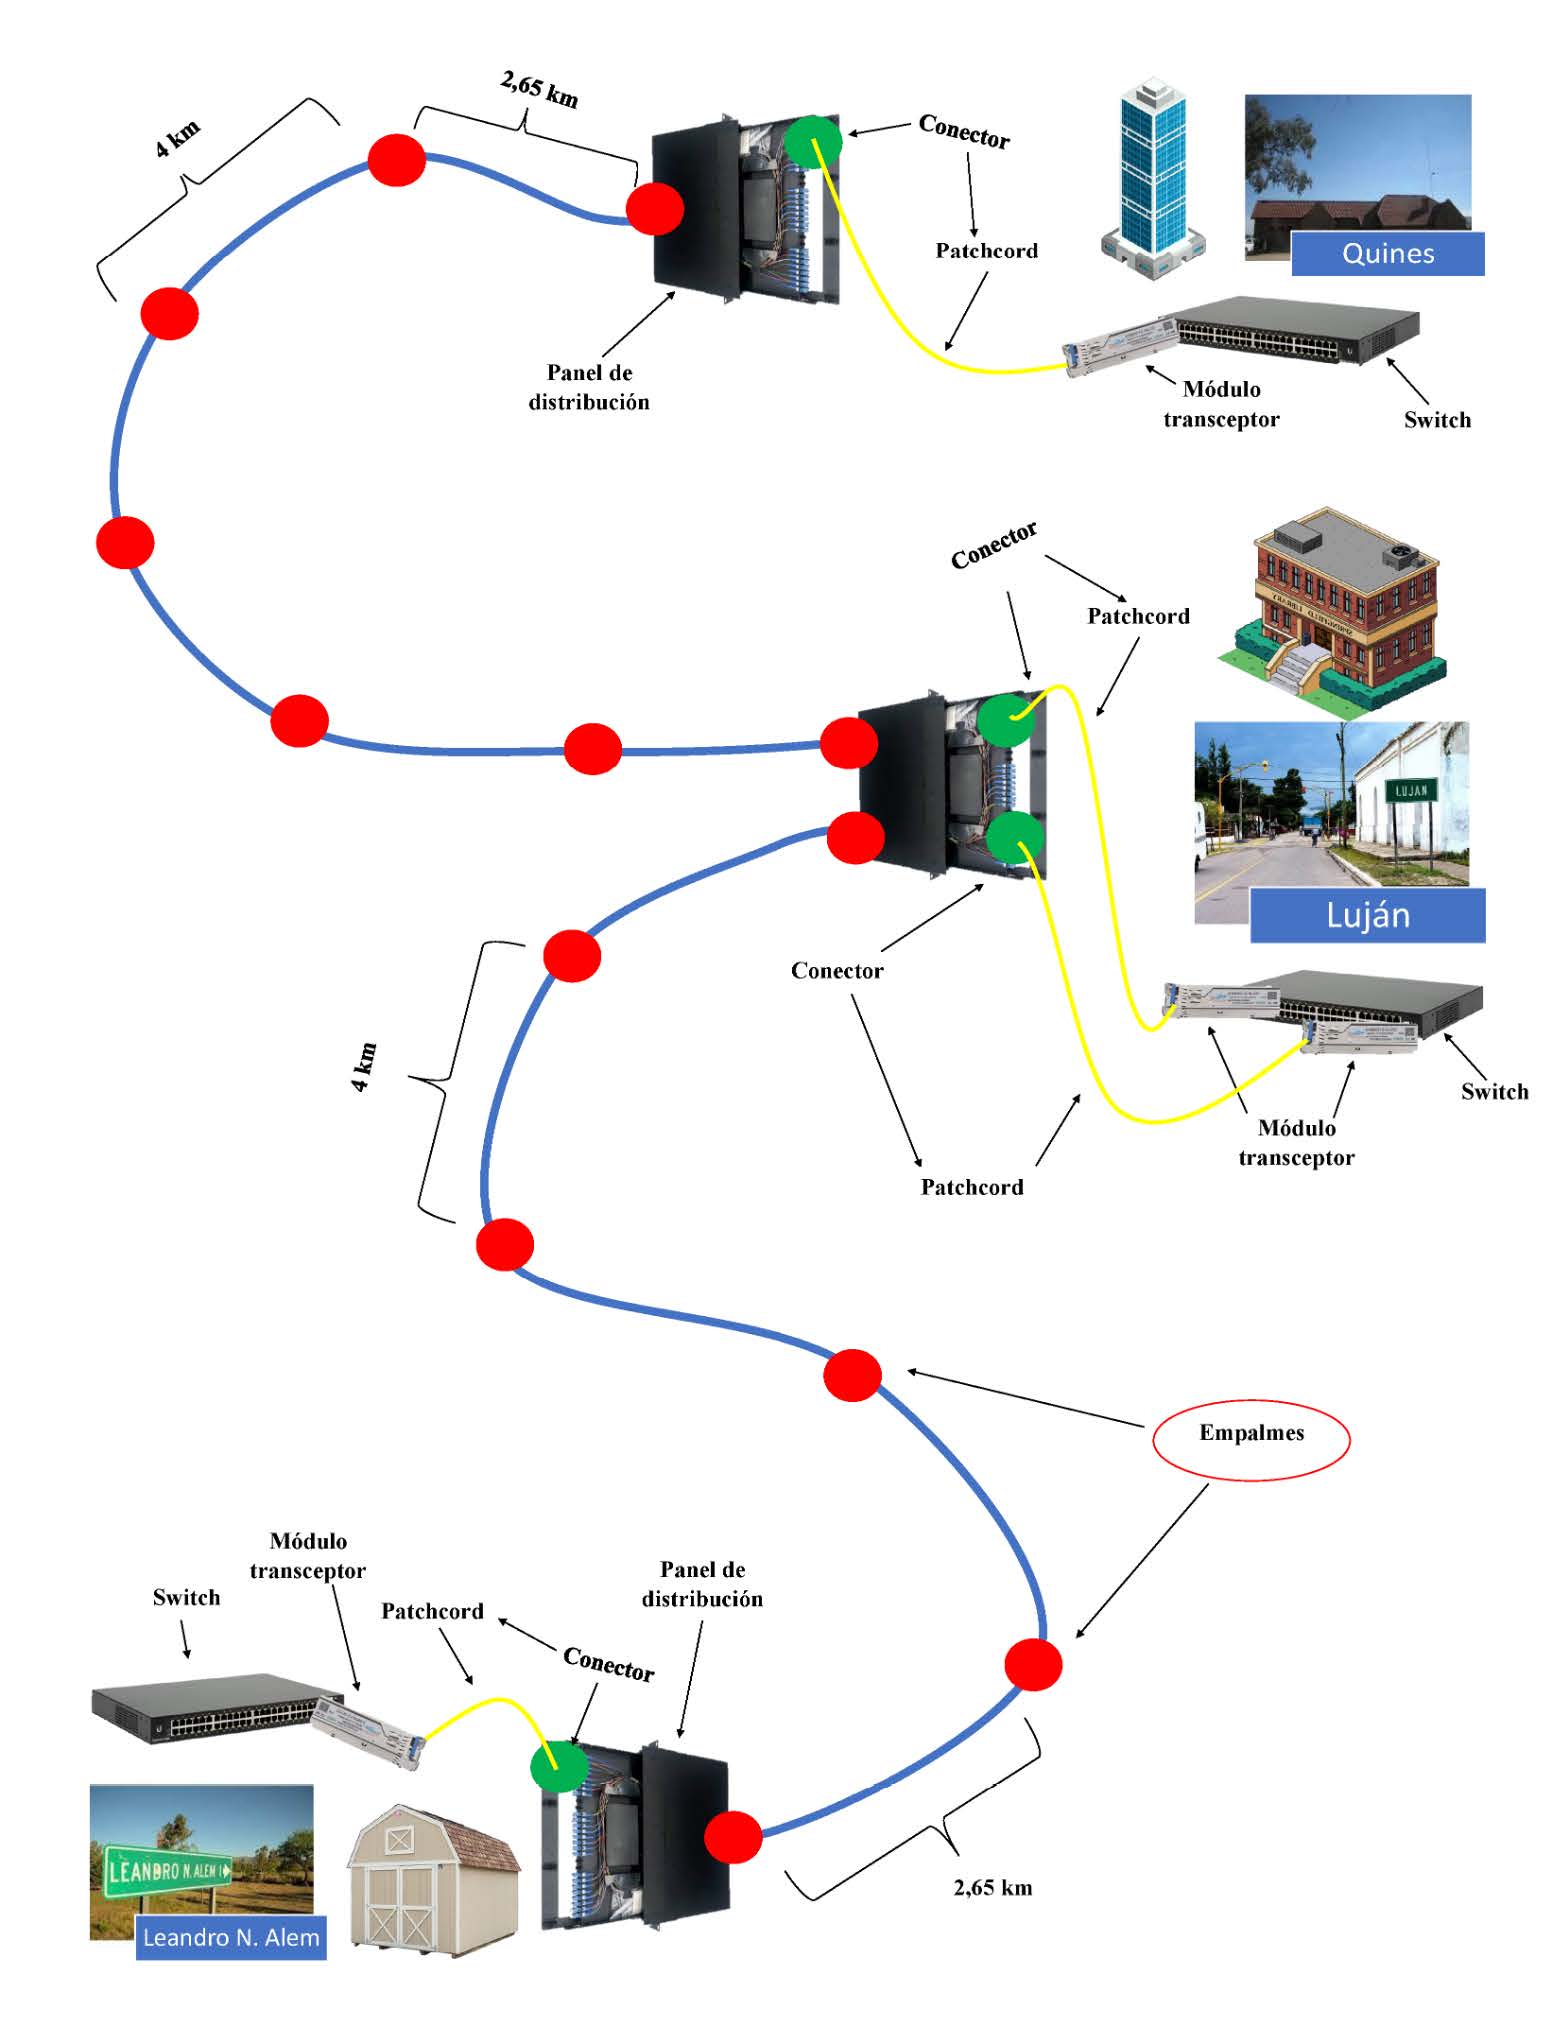 2,65 km
4 km
Conector
Patchcord
Quines
Panel de
distribución
Módulo
transceptor
Switch
Conector
Patchcord
SPRINGFIELD LIBRARY
LUJAN
Luján
Conector
4 km
Switch
Módulo
transceptor
Patchcord
Empalmes
Módulo
transceptor
Panel de
distribución
Switch
Patchcord
Conector
LEANDRO N. ALEM
2,65 km
Leandro N. Alem